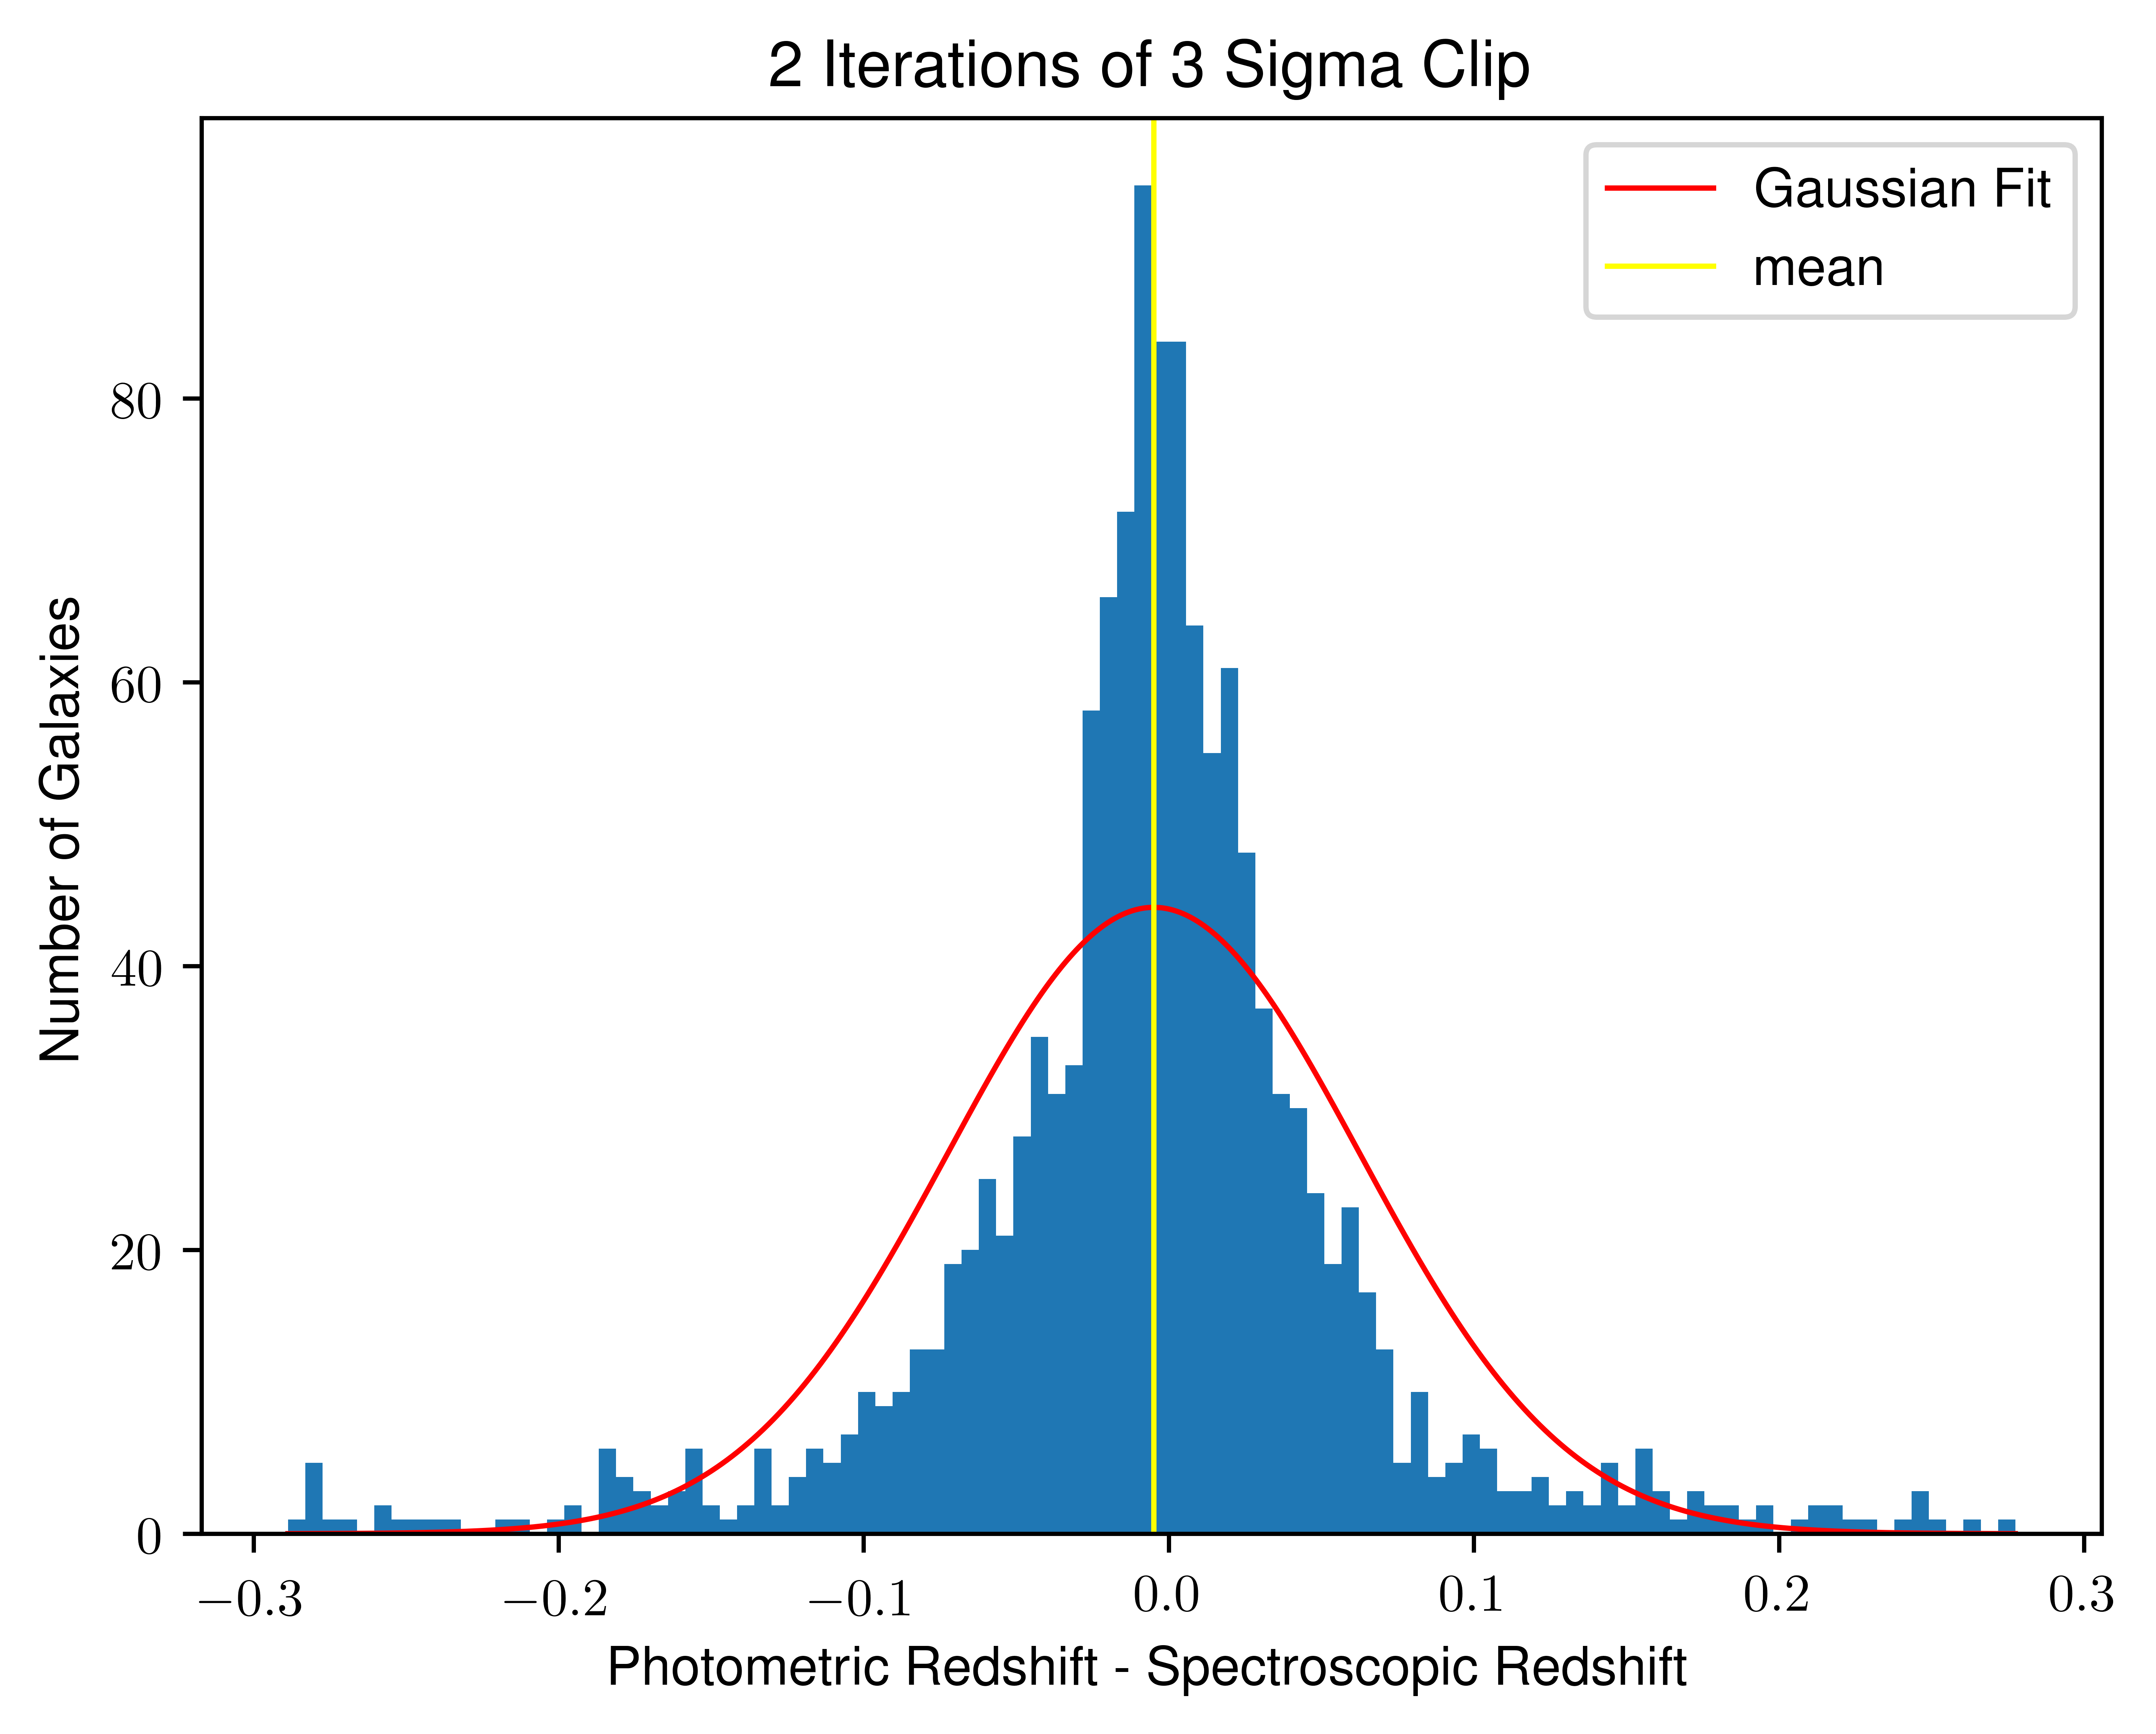 2 Iterations of 3 Sigma Clip
Gaussian Fit
mean
Number of Galaxies
80
60
40
20
0
−0.3 −0.2 −0.1 0.0 0.1 0.2 0.3
Photometric Redshift - Spectroscopic Redshift